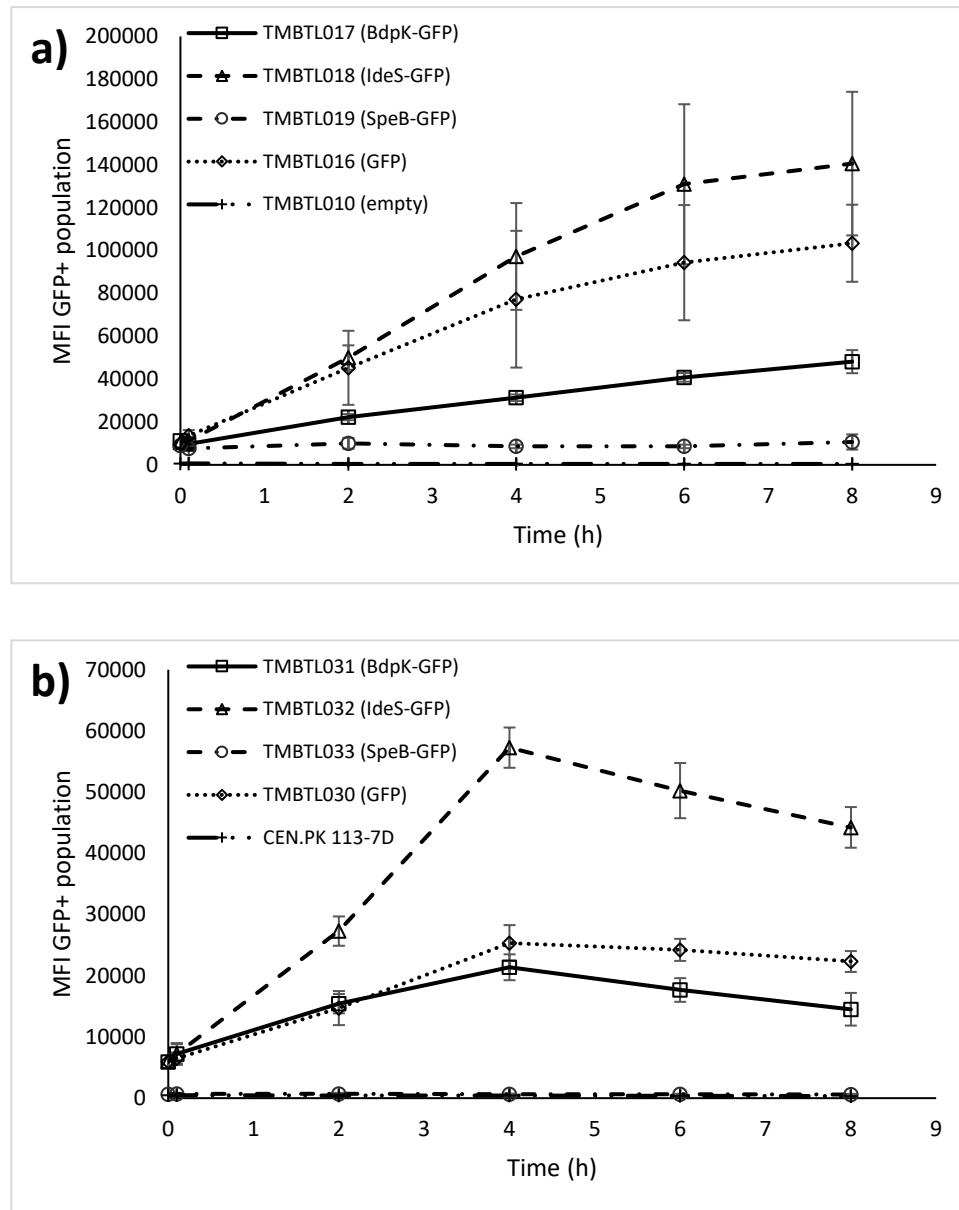 a)
TMBTL017 (BdpK-GFP)
TMBTL018 (IdeS-GFP)
TMBTL019 (SpeB-GFP)
TMBTL016 (GFP)
TMBTL010 (empty)
MFI GFP+ population
200000
180000
160000
140000
120000
100000
80000
60000
40000
20000
0
0 1 2 3 4 5 6 7 8 9
Time (h)
b)
TMBTL031 (BdpK-GFP)
TMBTL032 (IdeS-GFP)
TMBTL033 (SpeB-GFP)
TMBTL030 (GFP)
CEN.PK 113-7D
MFI GFP+ population
70000
60000
50000
40000
30000
20000
10000
0
0 1 2 3 4 5 6 7 8 9
Time (h)